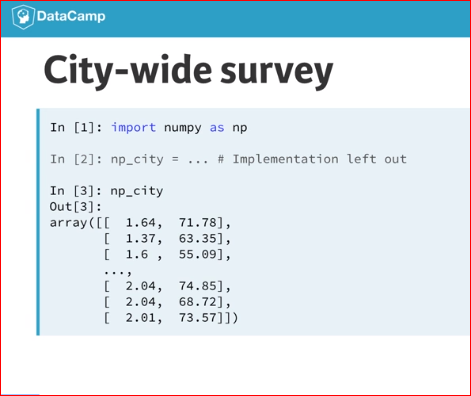 DataCamp
City-wide survey
In [1]: import numpy as np
In [2]: np_city = ... # Implementation left out
In [3]: np_city
Out[3]:
array([[  1.64,  71.78],
       [  1.37,  63.35],
       [  1.6 ,  55.09],
       ...,
       [  2.04,  74.85],
       [  2.04,  68.72],
       [  2.01,  73.57]])